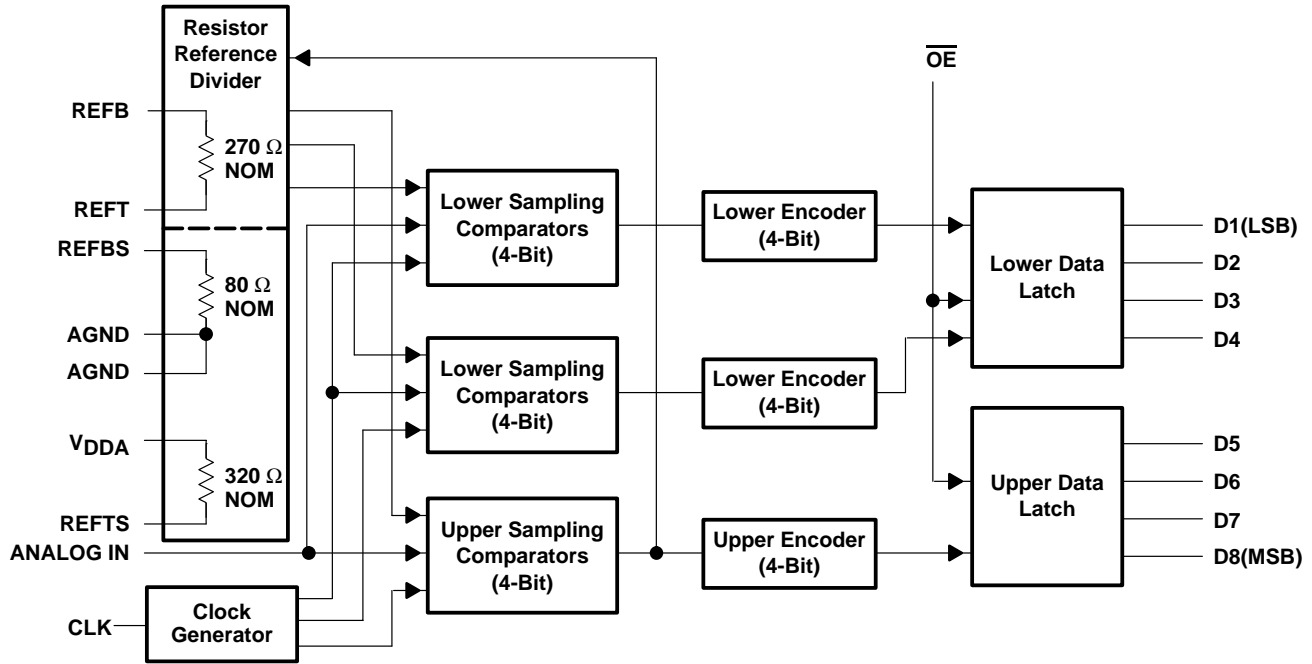 Resistor
Reference
Divider
OE
REFB
270 Ω
NOM
REFT
REFBS
80 Ω
NOM
AGND
AGND
VDDA
320 Ω
NOM
REFTS
ANALOG IN
CLK
Clock
Generator
Lower Sampling
Comparators
(4-Bit)
Lower Encoder
(4-Bit)
Lower Data
Latch
D1(LSB)
D2
D3
D4
Lower Sampling
Comparators
(4-Bit)
Lower Encoder
(4-Bit)
Upper Sampling
Comparators
(4-Bit)
Upper Encoder
(4-Bit)
Upper Data
Latch
D5
D6
D7
D8(MSB)